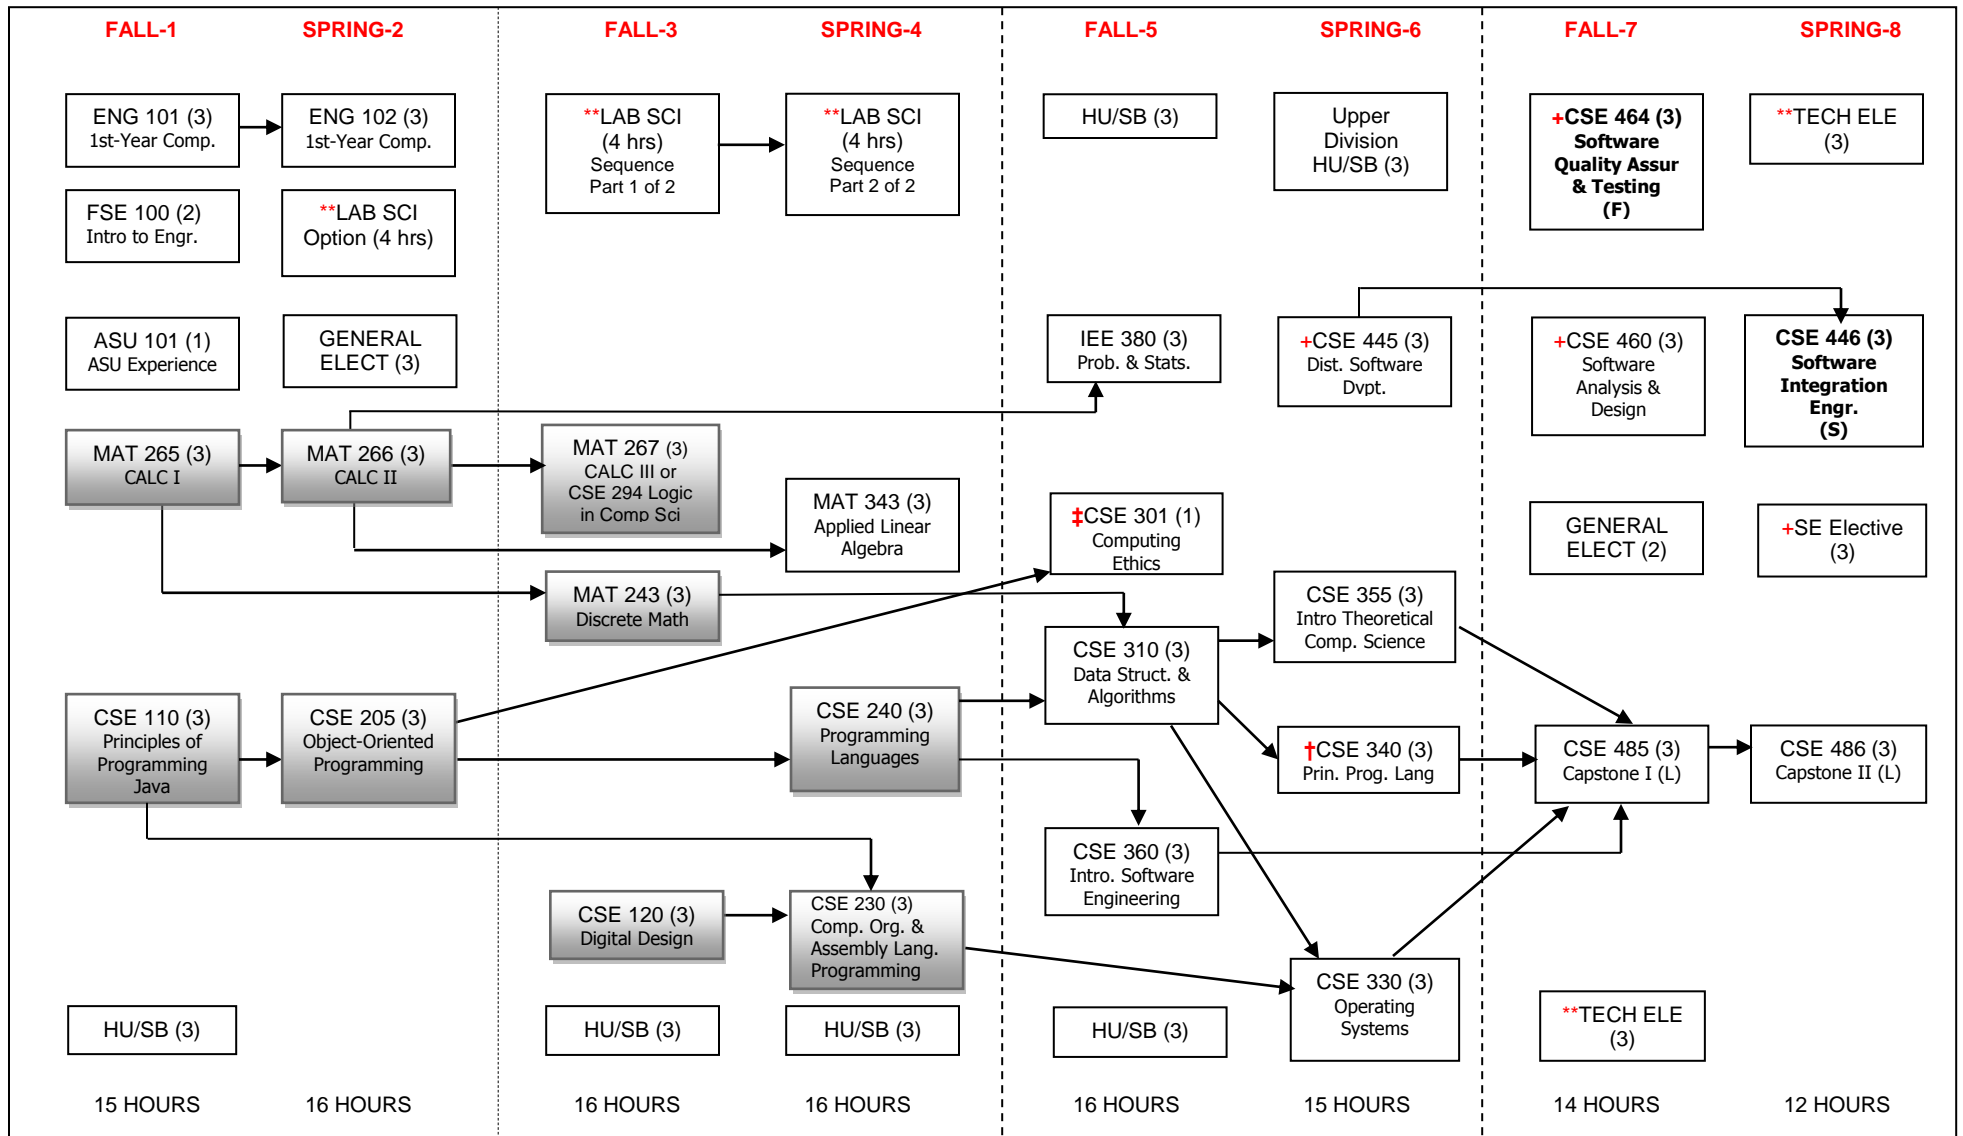 FALL-1
SPRING-2
FALL-3
SPRING-4
FALL-5
SPRING-6
FALL-7
SPRING-8
ENG 101 (3)
1st-Year Comp.
ENG 102 (3)
1st-Year Comp.
**LAB SCI
(4 hrs)
Sequence
Part 1 of 2
**LAB SCI
(4 hrs)
Sequence
Part 2 of 2
HU/SB (3)
Upper
Division
HU/SB (3)
+CSE 464 (3)
Software
Quality Assur
& Testing
(F)
**TECH ELE
(3)
FSE 100 (2)
Intro to Engr.
**LAB SCI
Option (4 hrs)
ASU 101 (1)
ASU Experience
GENERAL
ELECT (3)
IEE 380 (3)
Prob. & Stats.
+CSE 445 (3)
Dist. Software
Dvpt.
+CSE 460 (3)
Software
Analysis &
Design
CSE 446 (3)
Software
Integration
Engr.
(S)
MAT 265 (3)
CALC I
MAT 266 (3)
CALC II
MAT 267 (3)
CALC III or
CSE 294 Logic
in Comp Sci
MAT 343 (3)
Applied Linear
Algebra
‡CSE 301 (1)
Computing
Ethics
GENERAL
ELECT (2)
+SE Elective
(3)
MAT 243 (3)
Discrete Math
CSE 310 (3)
Data Struct. &
Algorithms
CSE 355 (3)
Intro Theoretical
Comp. Science
CSE 110 (3)
Principles of
Programming
Java
CSE 205 (3)
Object-Oriented
Programming
CSE 240 (3)
Programming
Languages
†CSE 340 (3)
Prin. Prog. Lang
CSE 485 (3)
Capstone I (L)
CSE 486 (3)
Capstone II (L)
CSE 360 (3)
Intro. Software
Engineering
CSE 120 (3)
Digital Design
CSE 230 (3)
Comp. Org. &
Assembly Lang.
Programming
CSE 330 (3)
Operating
Systems
HU/SB (3)
HU/SB (3)
HU/SB (3)
HU/SB (3)
**TECH ELE
(3)
15 HOURS
16 HOURS
16 HOURS
16 HOURS
16 HOURS
15 HOURS
14 HOURS
12 HOURS